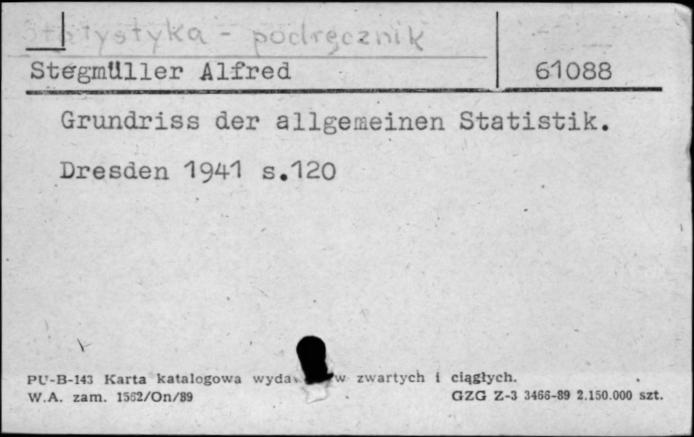 Statystyka - podręcznik
Stegmüller Alfred 61088
Grundriss der allgemeinen Statistik.
Dresden 1941 s.120
PU-B-143 Karta katalogowa wyda w zwartych i ciągłych.
W.A. zam. 1562/On/89 GZG Z-3 3466-89 2.150.000 szt.